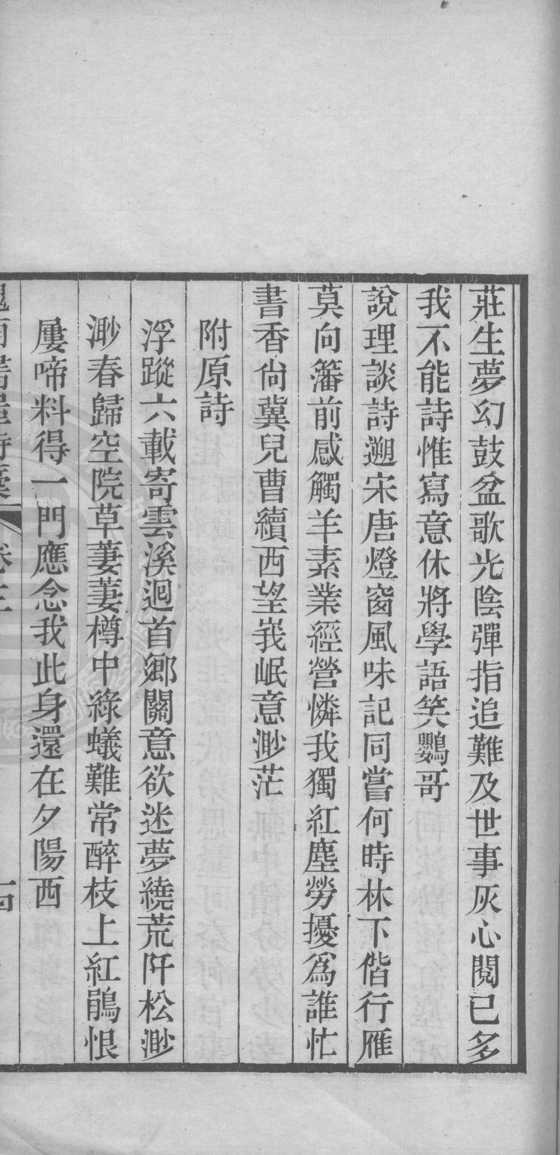 莊生夢幻鼓盆歌光陰彈指追難及世事灰心閱已多
我不能詩惟寫意休將學語笑鸚哥
說理談詩遡宋唐燈窗風味記同嘗何時林下偕行雁
莫向籓前感觸羊素業經營憐我獨紅塵勞擾爲誰忙
書香尙冀兒曹續西望峩岷意渺茫
附原詩
浮蹤六載寄雲溪迴首鄉關意欲迷夢繞荒阡松渺
渺春歸空院草萋萋樽中綠蟻難常醉枝上紅鵑恨
屢啼料得一門應念我此身還在夕陽西